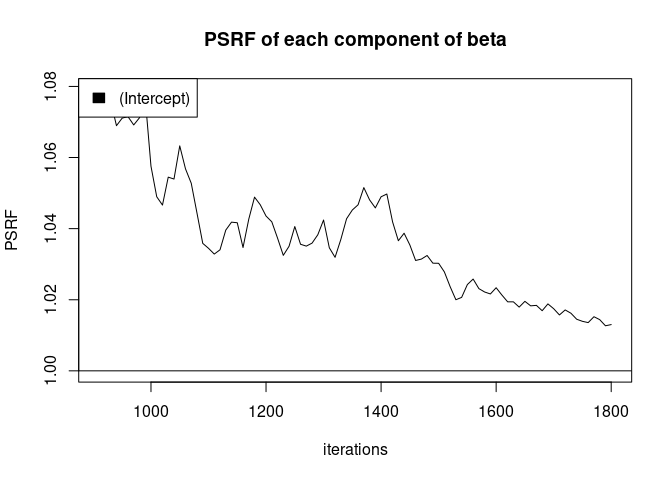 PSRF of each component of beta
(Intercept)
PSRF
1.08
1.06
1.04
1.02
1.00
1000 1200 1400 1600 1800
iterations